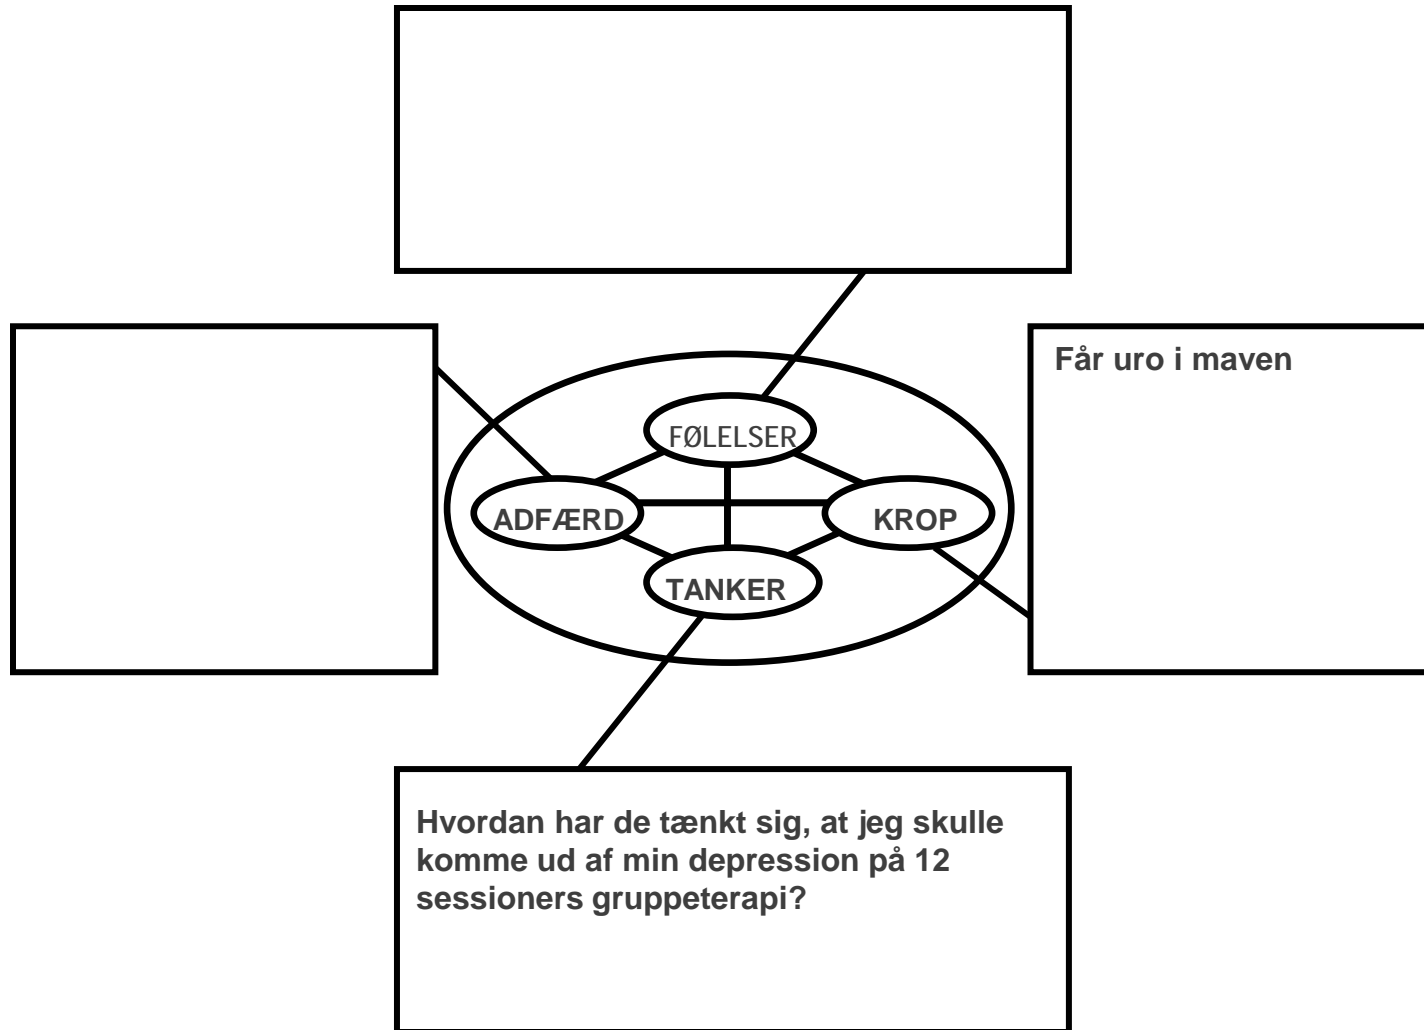 Får uro i maven
FØLELSER
ADFÆRD
KROP
TANKER
Hvordan har de tænkt sig, at jeg skulle
komme ud af min depression på 12
sessioners gruppeterapi?